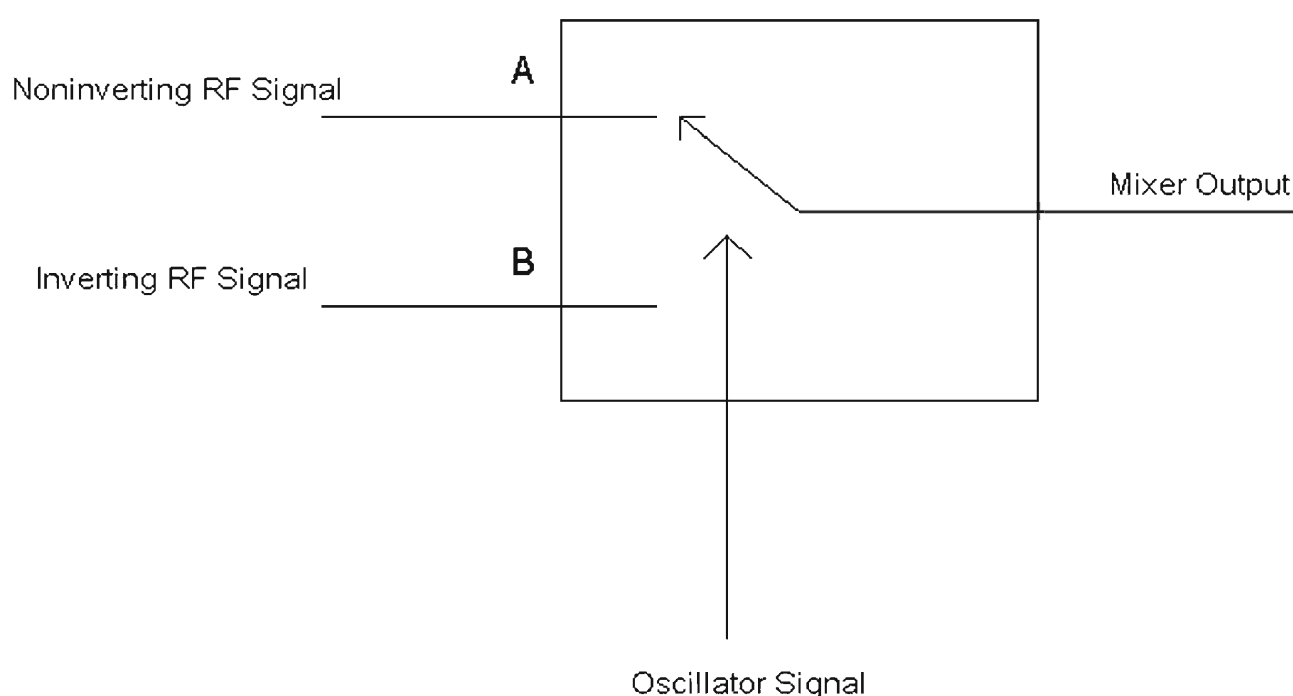 A
Noninverting RF Signal
Mixer Output
B
Inverting RF Signal
Oscillator Signal